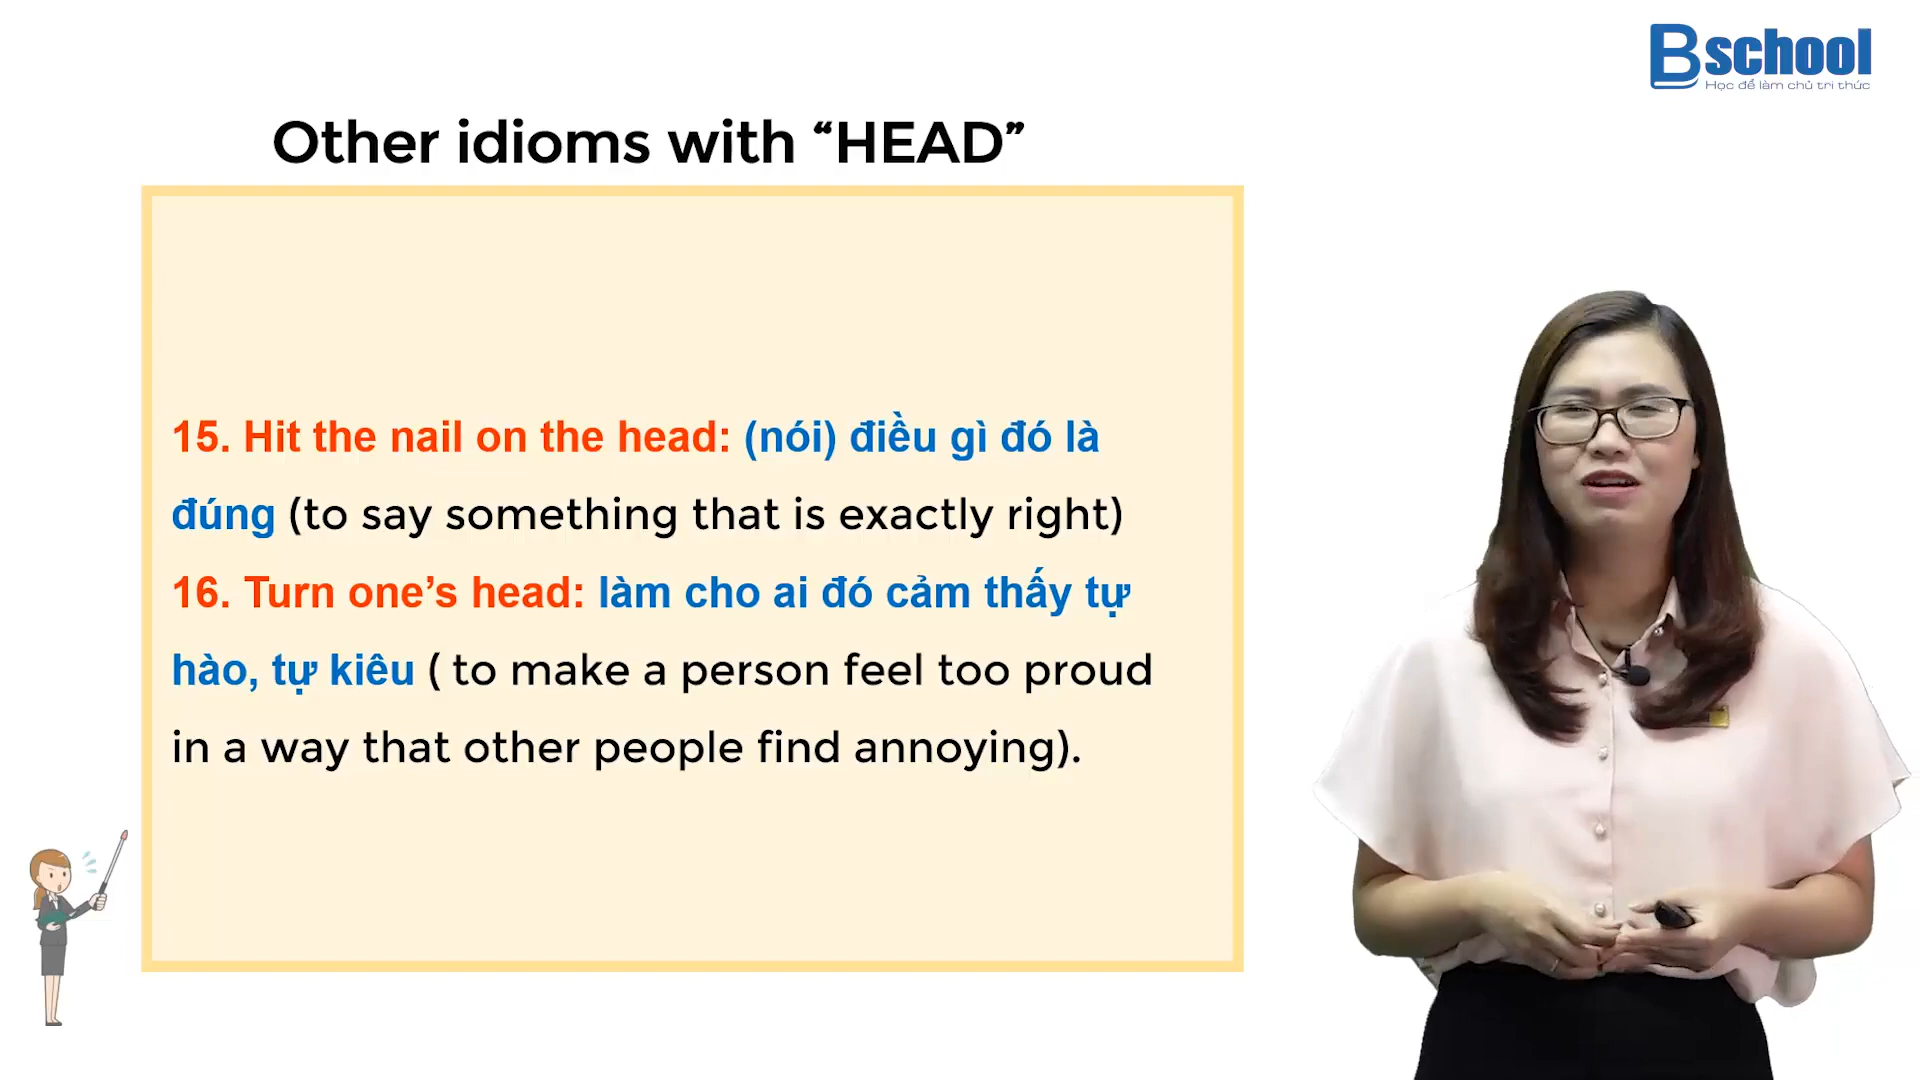 Bschool
Học để làm chủ tri thức
Other idioms with “HEAD”
15. Hit the nail on the head: (nói) điều gì đó là
đúng (to say something that is exactly right)
16. Turn one’s head: làm cho ai đó cảm thấy tự
hào, tự kiêu ( to make a person feel too proud
in a way that other people find annoying).